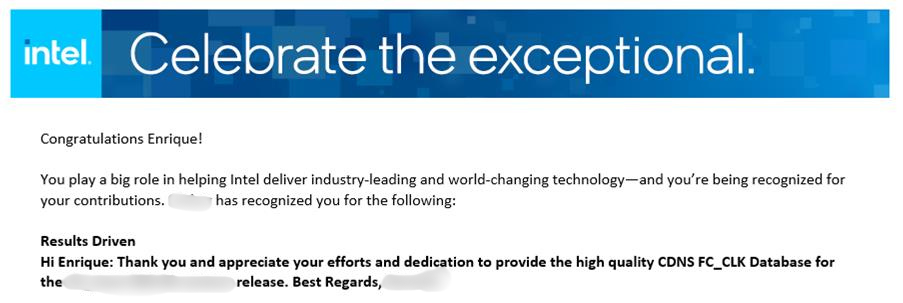 intel. Celebrate the exceptional.
Congratulations Enrique!
You play a big role in helping Intel deliver industry-leading and world-changing technology—and you're being recognized for
your contributions. has recognized you for the following:
Results Driven
Hi Enrique: Thank you and appreciate your efforts and dedication to provide the high quality CDNS FC_CLK Database for
the release. Best Regards,